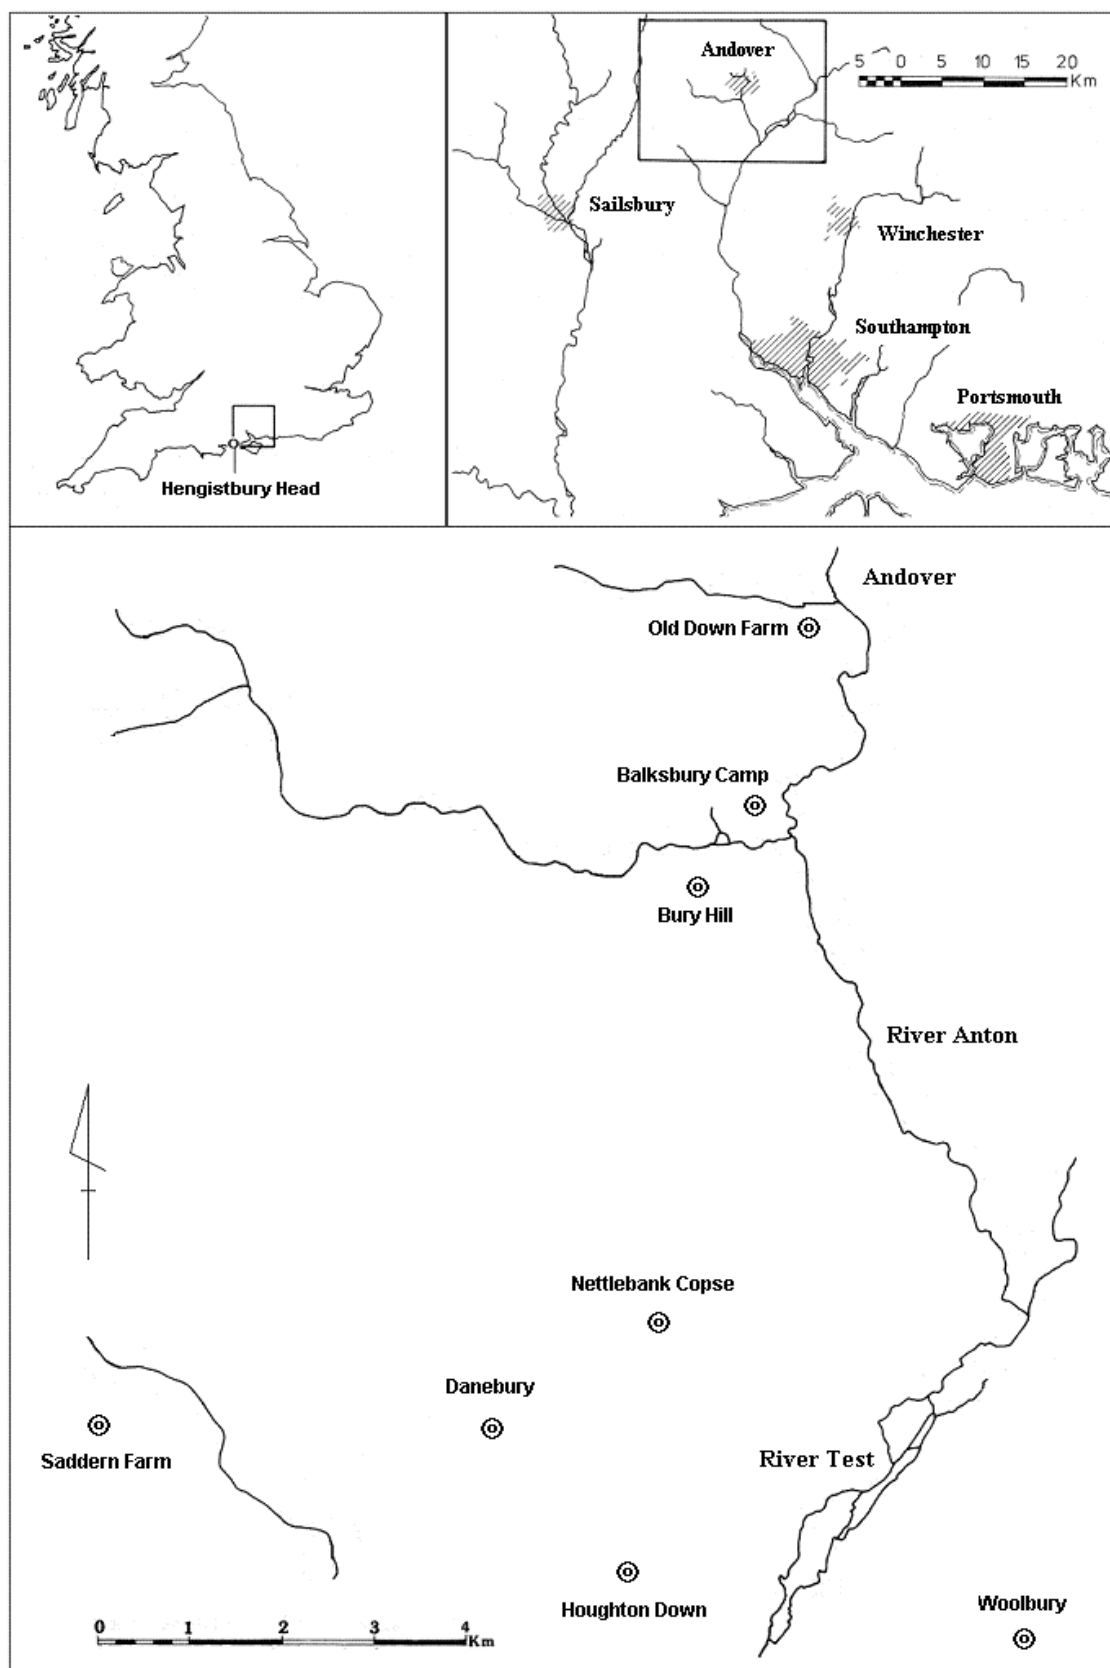 Hengistbury Head
Andover
5 0 5 10 15 20
Km
Sailsbury
Winchester
Southampton
Portsmouth
Andover
Old Down Farm
Balksbury Camp
Bury Hill
River Anton
Nettlebank Copse
Danebury
Saddern Farm
River Test
Houghton Down
Woolbury
0 1 2 3 4
Km